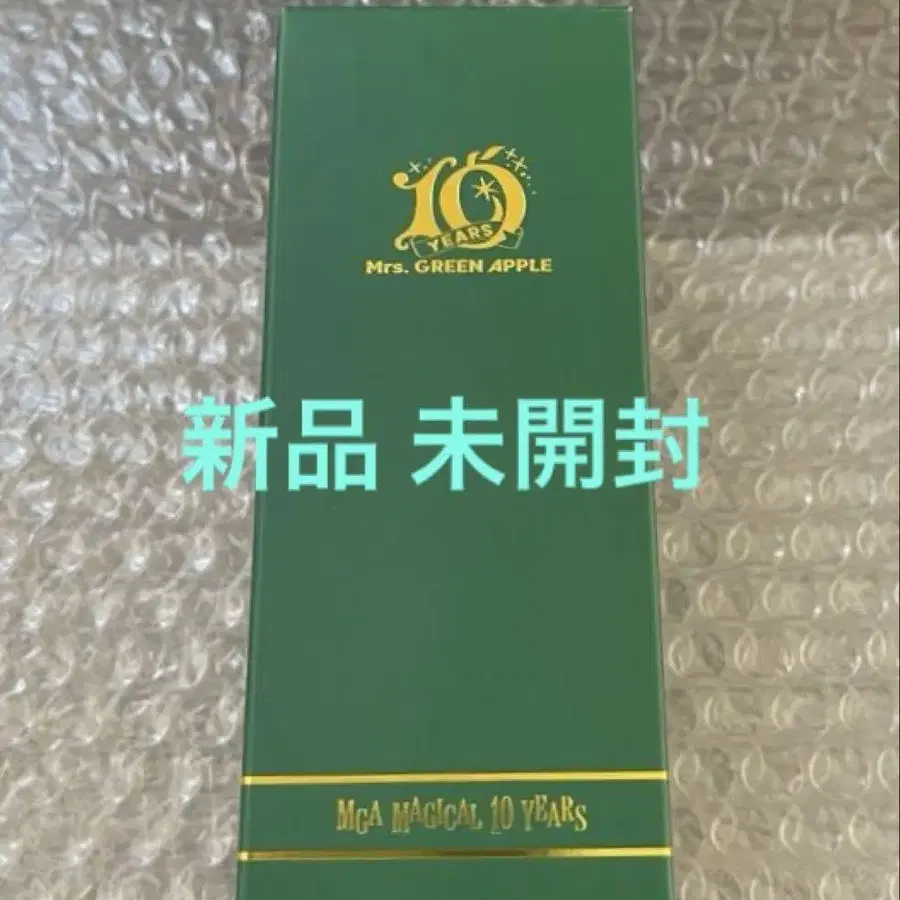 10
YEARS
Mrs. GREEN APPLE
新品 未開封
MGA MAGICAL 10 YEARS